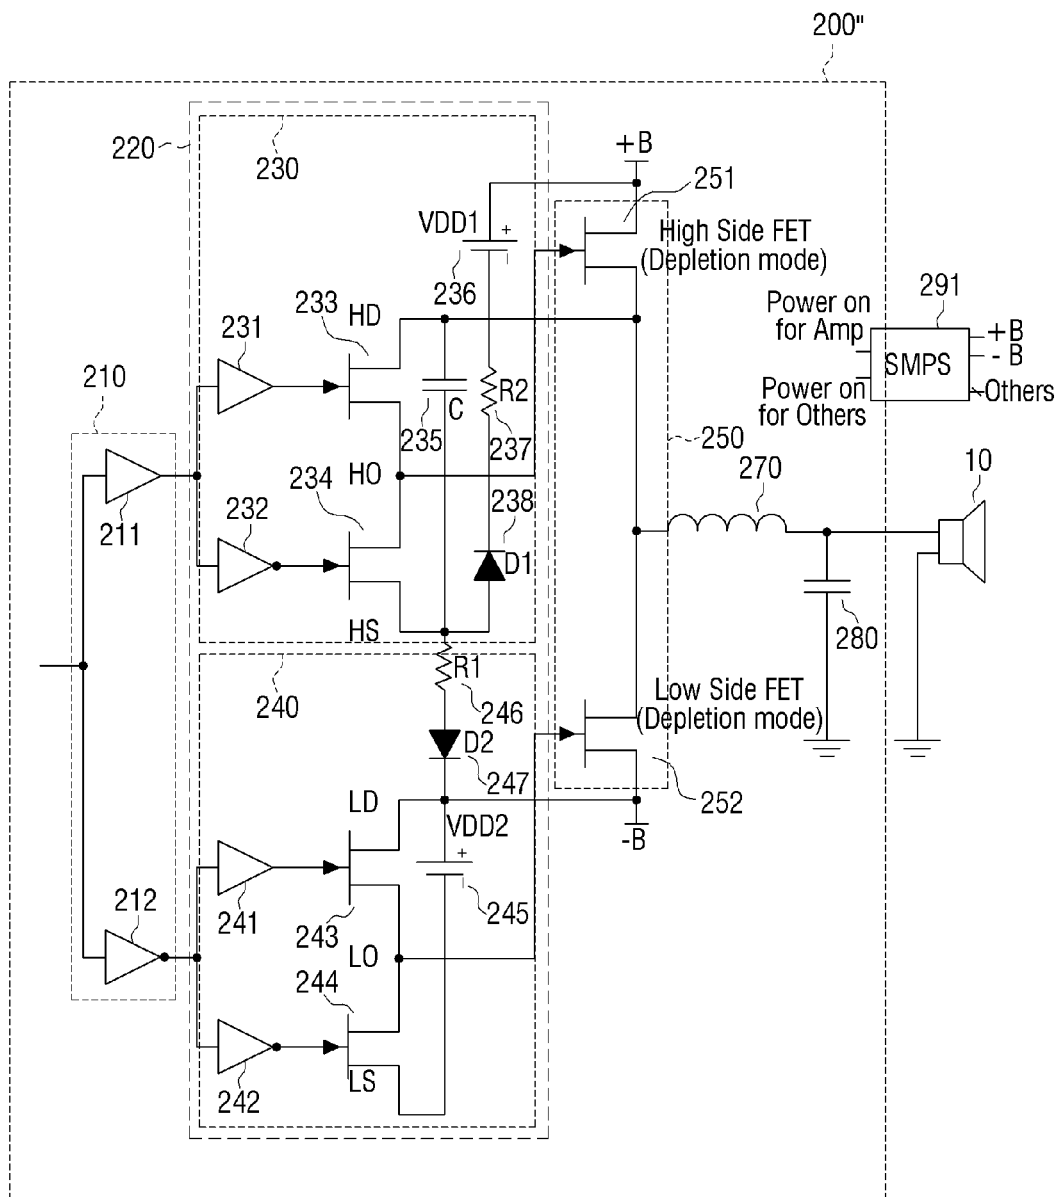 200"
220
230
+B
251
VDD1
+
236
High Side FET
(Depletion mode)
291
Power on
for Amp
+B
- B
SMPS
Others
Power on
for Others
233
HD
231
210
R2
C
235
237
250
270
10
HO
234
238
232
211
D1
HS
280
R1
240
246
Low Side FET
(Depletion mode)
D2
247
252
LD
VDD2
-B
+
241
245
212
243
LO
244
LS
242